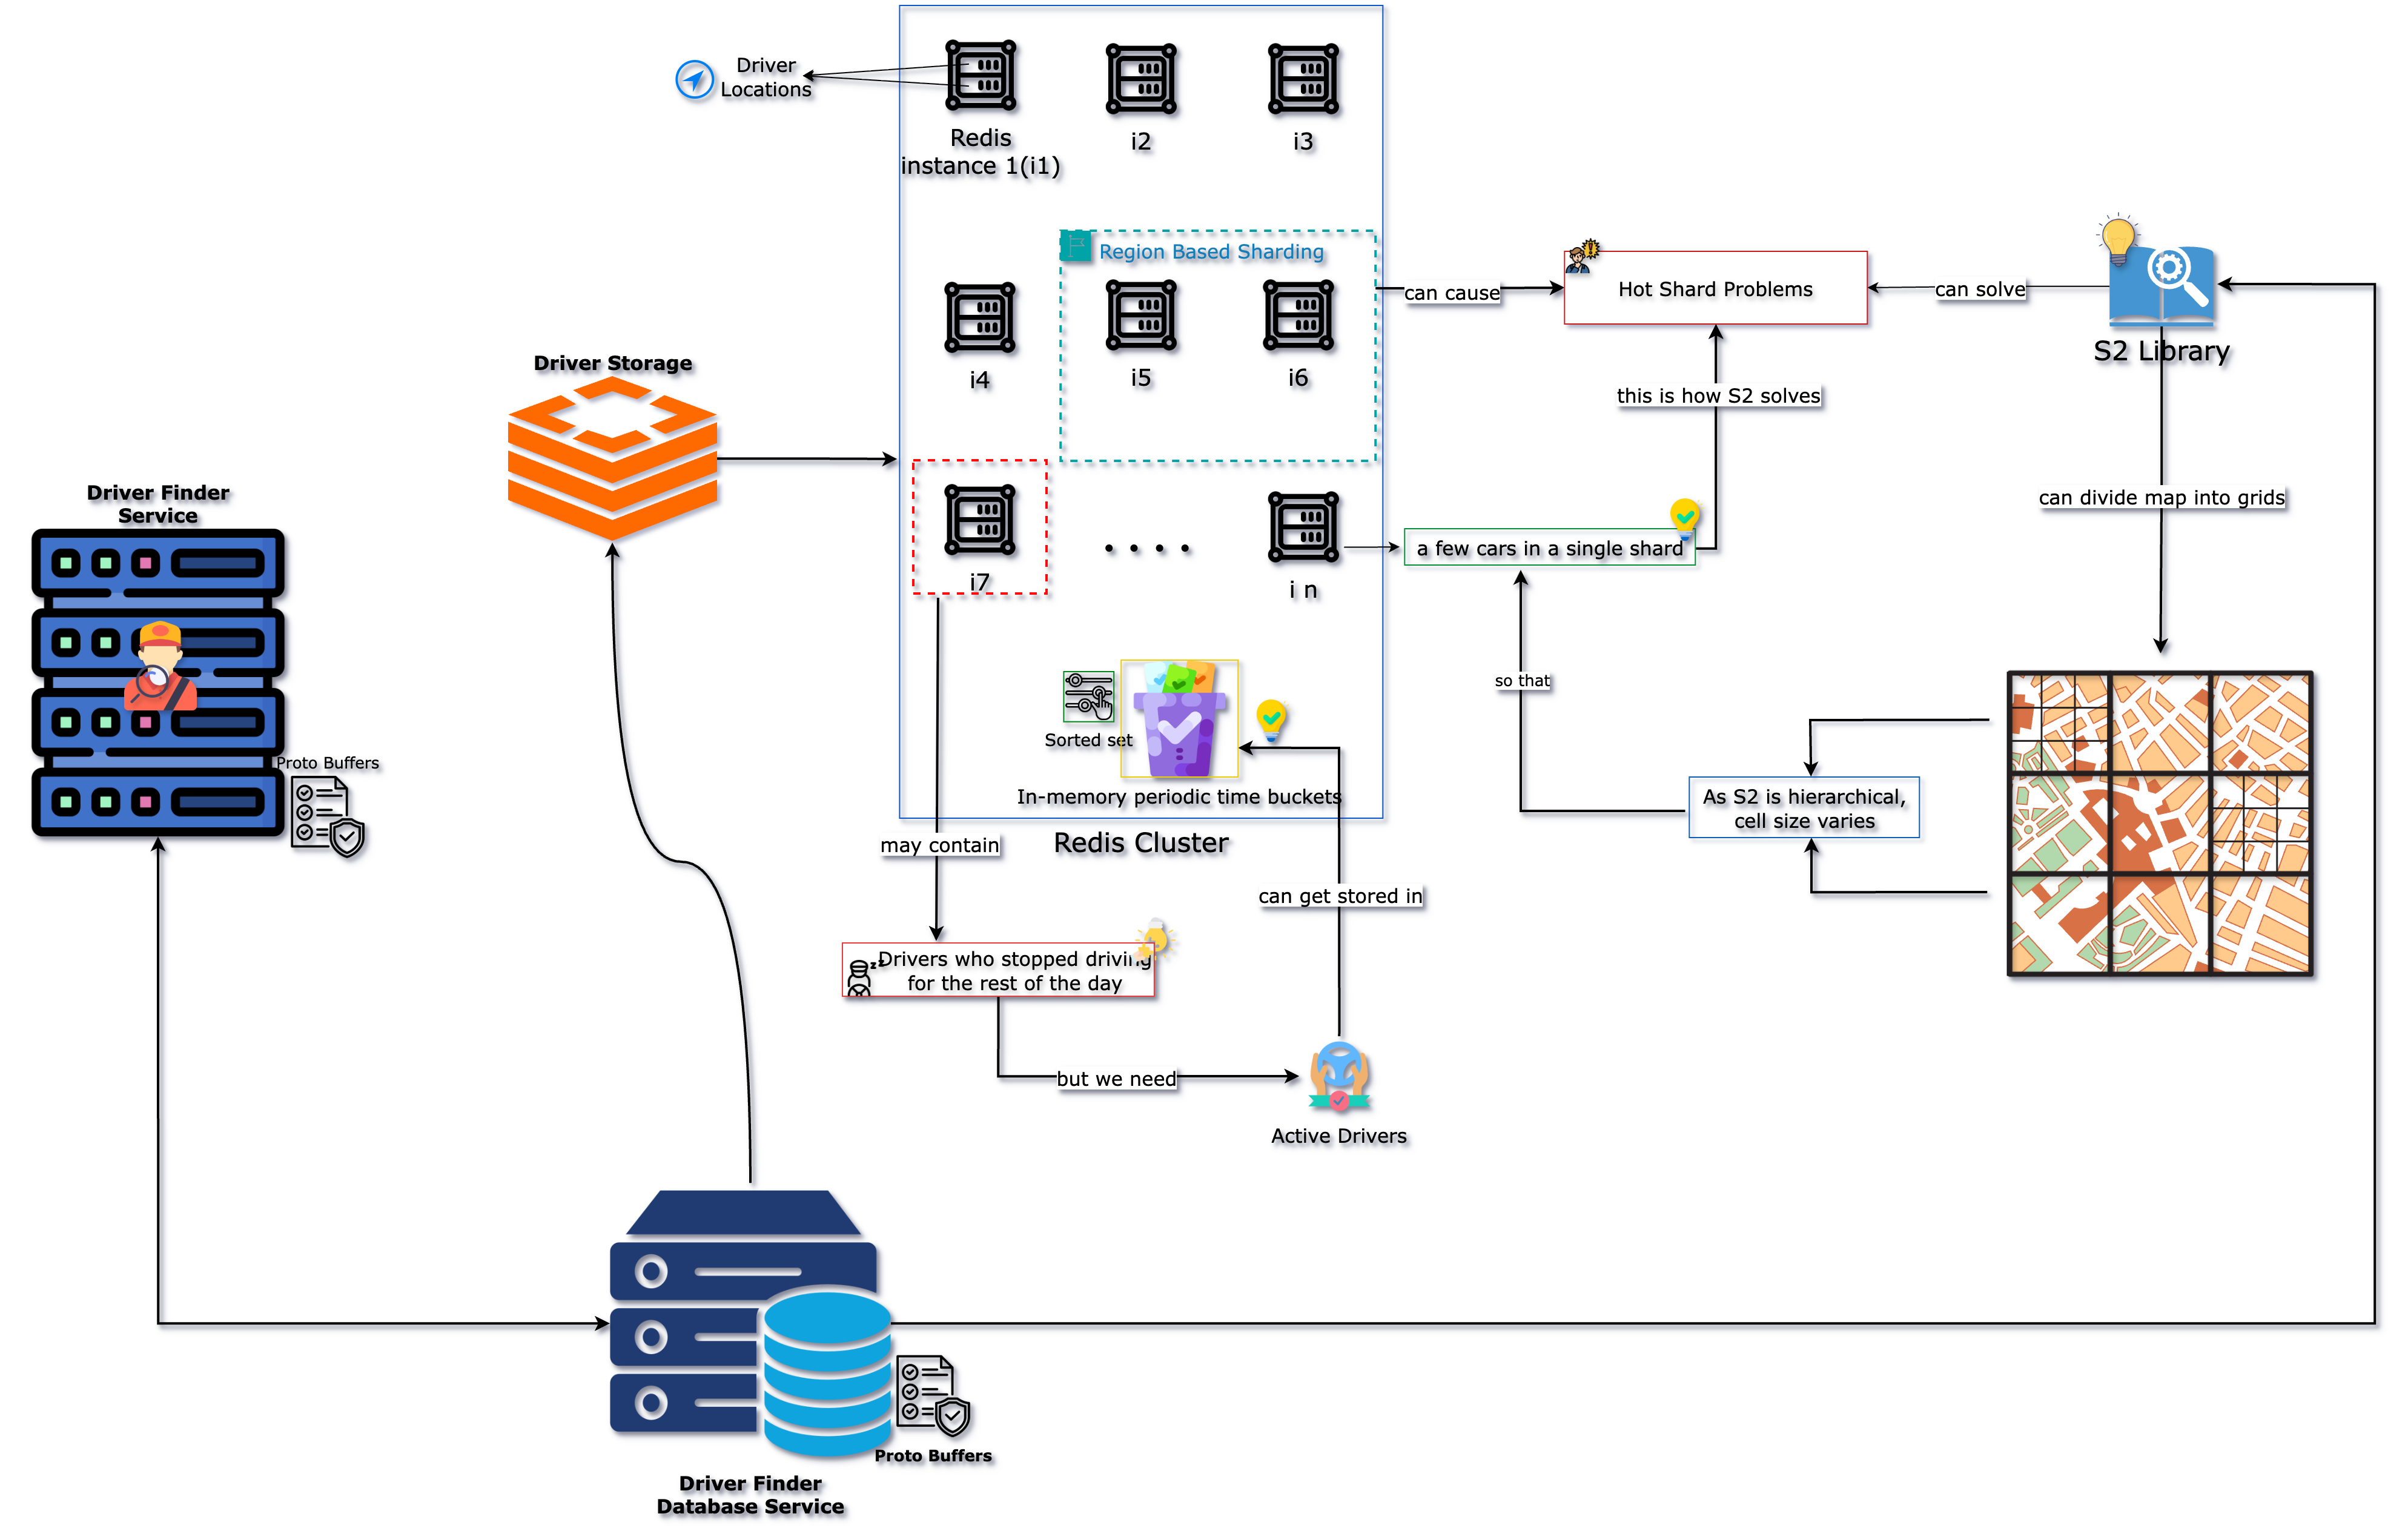 Driver
Locations
Redis
instance 1(i1)
i2
i3
Region Based Sharding
can cause
Hot Shard Problems
can solve
S2 Library
i4
i5
i6
Driver Storage
this is how S2 solves
Driver Finder
Service
can divide map into grids
i7
. . . .
i n
a few cars in a single shard
so that
Sorted set
Proto Buffers
In-memory periodic time buckets
As S2 is hierarchical,
cell size varies
may contain
Redis Cluster
can get stored in
Drivers who stopped driving
for the rest of the day
but we need
Active Drivers
Proto Buffers
Driver Finder
Database Service